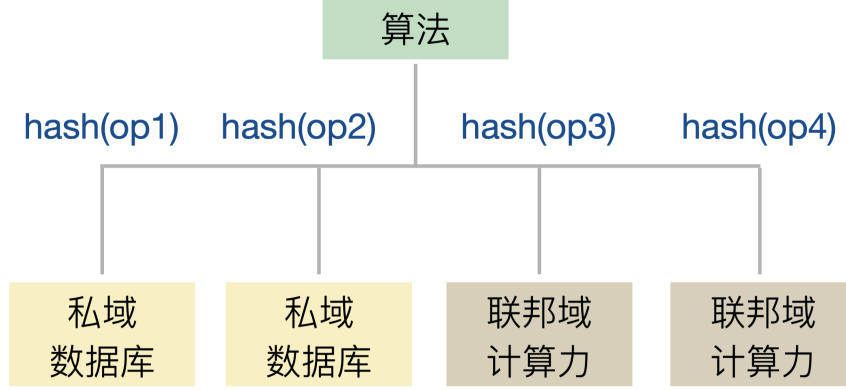 算法
hash(op1) hash(op2) hash(op3) hash(op4)
私域 私域 联邦域 联邦域
数据库 数据库 计算力 计算力